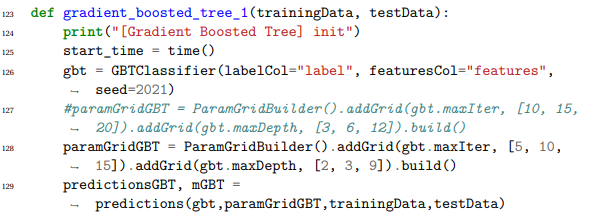 123 def gradient_boosted_tree_1(trainingData, testData):
124 print("[Gradient Boosted Tree] init")
125 start_time = time()
126 gbt = GBTClassifier(labelCol="label", featuresCol="features",
↪ seed=2021)
127 #paramGridGBT = ParamGridBuilder().addGrid(gbt.maxIter, [10, 15,
↪ 20]).addGrid(gbt.maxDepth, [3, 6, 12]).build()
128 paramGridGBT = ParamGridBuilder().addGrid(gbt.maxIter, [5, 10,
↪ 15]).addGrid(gbt.maxDepth, [2, 3, 9]).build()
129 predictionsGBT, mGBT =
↪ predictions(gbt,paramGridGBT,trainingData,testData)